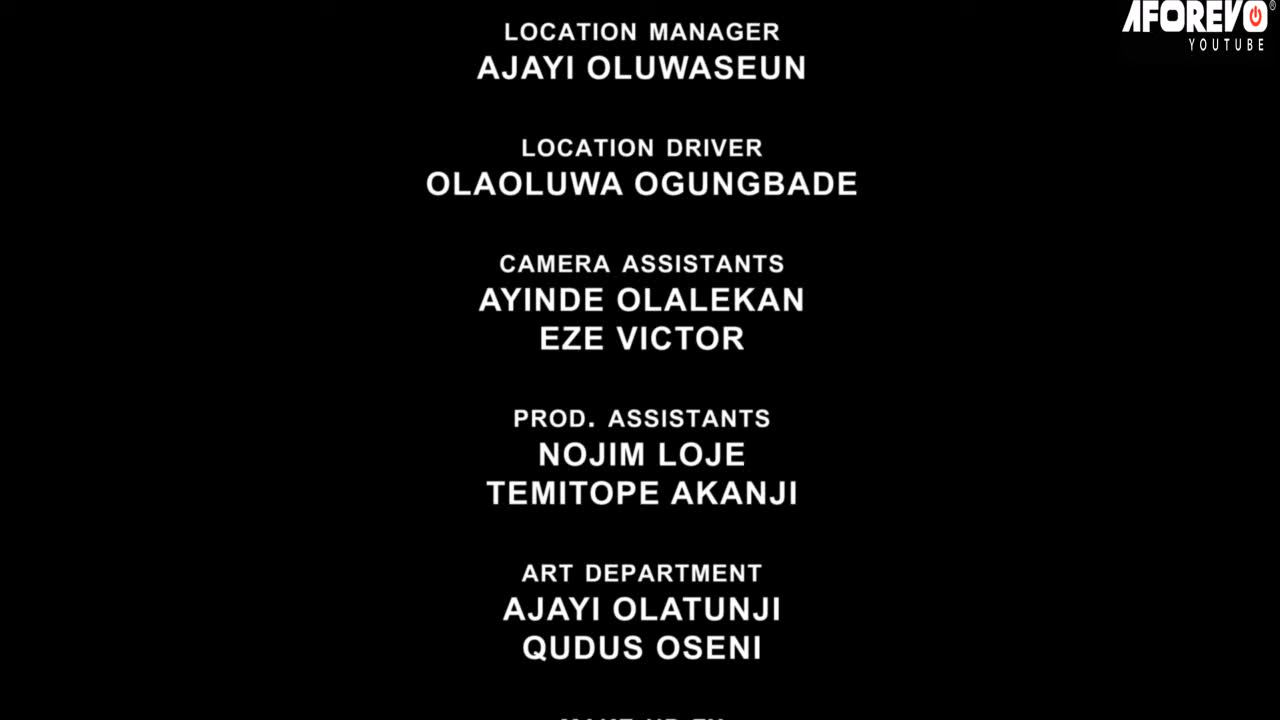 AFOREVO®
YOUTUBE
LOCATION MANAGER
AJAYI OLUWASEUN
LOCATION DRIVER
OLAOLUWA OGUNGBADE
CAMERA ASSISTANTS
AYINDE OLALEKAN
EZE VICTOR
PROD. ASSISTANTS
NOJIM LOJE
TEMITOPE AKANJI
ART DEPARTMENT
AJAYI OLATUNJI
QUDUS OSENI